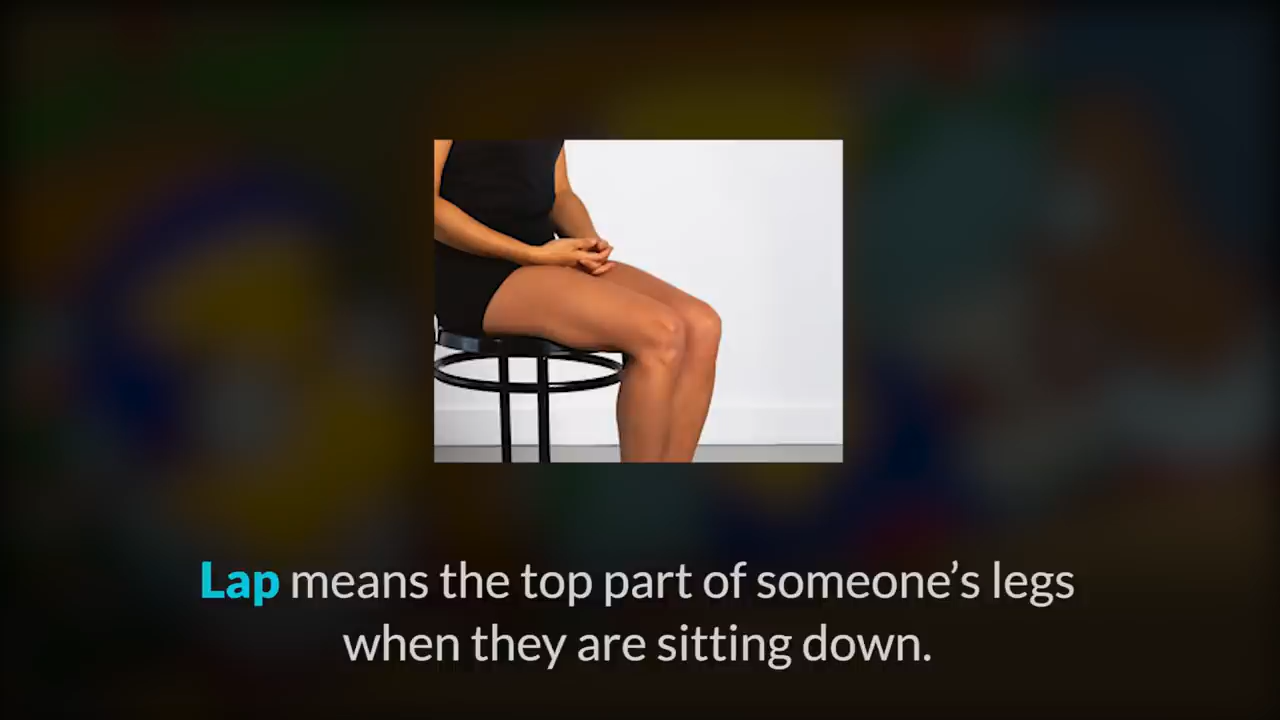 Lap means the top part of someone’s legs
when they are sitting down.